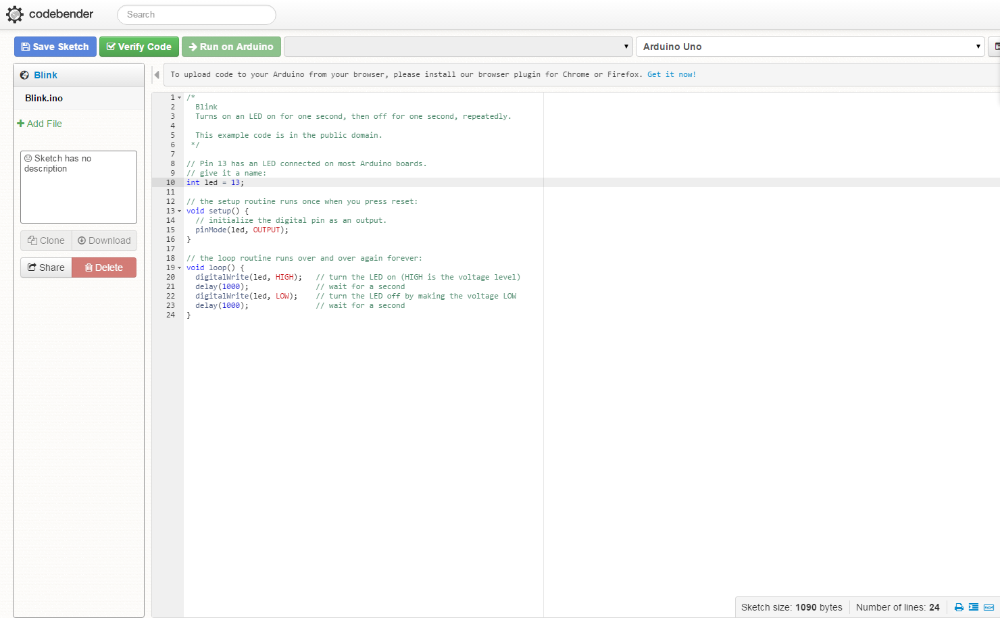 codebender
Search
Save Sketch
Verify Code
Run on Arduino
Arduino Uno
Blink
Blink.ino
Add File
Sketch has no
description
Clone
Download
Share
Delete
To upload code to your Arduino from your browser, please install our browser plugin for Chrome or Firefox. Get it now!
1 /*
2   Blink
3   Turns on an LED on for one second, then off for one second, repeatedly.
4
5   This example code is in the public domain.
6  */
7
8 // Pin 13 has an LED connected on most Arduino boards.
9 // give it a name:
10 int led = 13;
11
12 // the setup routine runs once when you press reset:
13 void setup() {
14   // initialize the digital pin as an output.
15   pinMode(led, OUTPUT);
16 }
17
18 // the loop routine runs over and over again forever:
19 void loop() {
20   digitalWrite(led, HIGH);   // turn the LED on (HIGH is the voltage level)
21   delay(1000);               // wait for a second
22   digitalWrite(led, LOW);    // turn the LED off by making the voltage LOW
23   delay(1000);               // wait for a second
24 }
Sketch size: 1090 bytes
Number of lines: 24